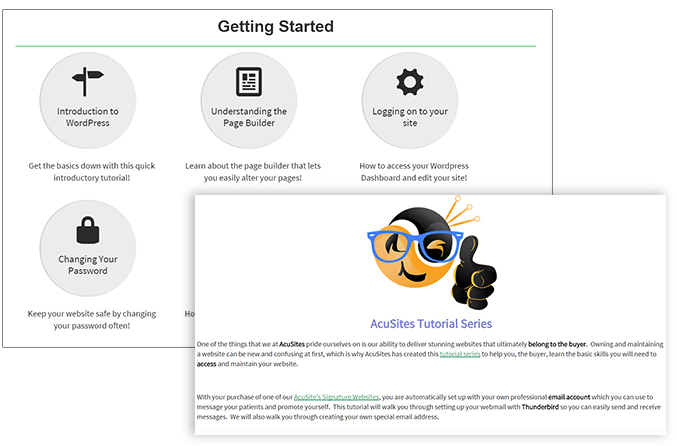 Getting Started
Introduction to
WordPress
Understanding the
Page Builder
Logging on to your
site
Get the basics down with this quick
introductory tutorial!
Learn about the page builder that lets
you easily alter your pages!
How to access your Wordpress
Dashboard and edit your site!
Changing Your
Password
Keep your website safe by changing
your password often!
Ho
AcuSites Tutorial Series
One of the things that we at AcuSites pride ourselves on is our ability to deliver stunning websites that ultimately belong to the buyer. Owning and maintaining
a website can be new and confusing at first, which is why AcuSites has created this tutorial series to help you, the buyer, learn the basic skills you will need to
access and maintain your website.
With your purchase of one of our AcuSite's Signature Websites, you are automatically set up with your own professional email account which you can use to
message your patients and promote yourself. This tutorial will walk you through setting up your webmail with Thunderbird so you can easily send and receive
messages. We will also walk you through creating your own special email address.